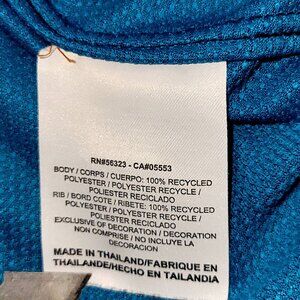 RN#56323 - CA#05553
BODY / CORPS / CUERPO: 100% RECYCLED
POLYESTER / POLYESTER RECYCLE /
POLIESTER RECICLADO
RIB / BORD COTE / RIBETE: 100% RECYCLED
POLYESTER / POLYESTER RECYCLE /
POLIESTER RECICLADO
EXCLUSIVE OF DECORATION / DECORATION
NON COMPRISE / NO INCLUYE LA
DECORACION
MADE IN THAILAND/FABRIQUE EN
THAILANDE/HECHO EN TAILANDIA